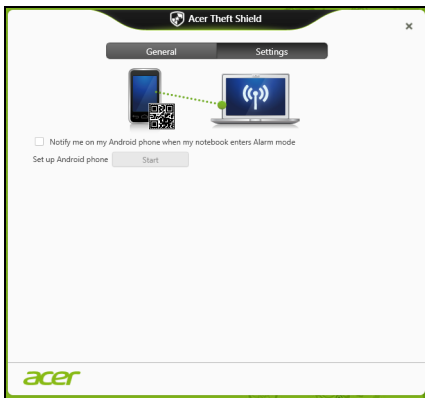 Acer Theft Shield
General Settings
Notify me on my Android phone when my notebook enters Alarm mode
Set up Android phone Start
acer